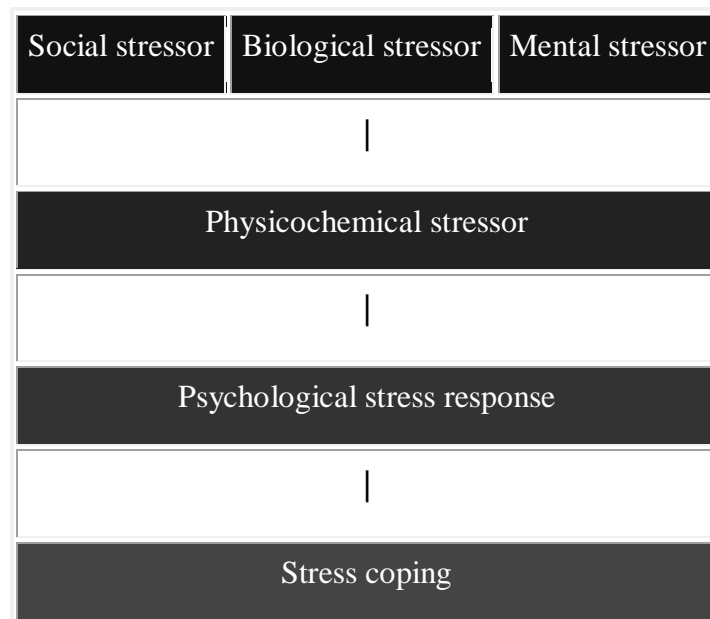 Social stressor Biological stressor Mental stressor
Physicochemical stressor
Psychological stress response
Stress coping